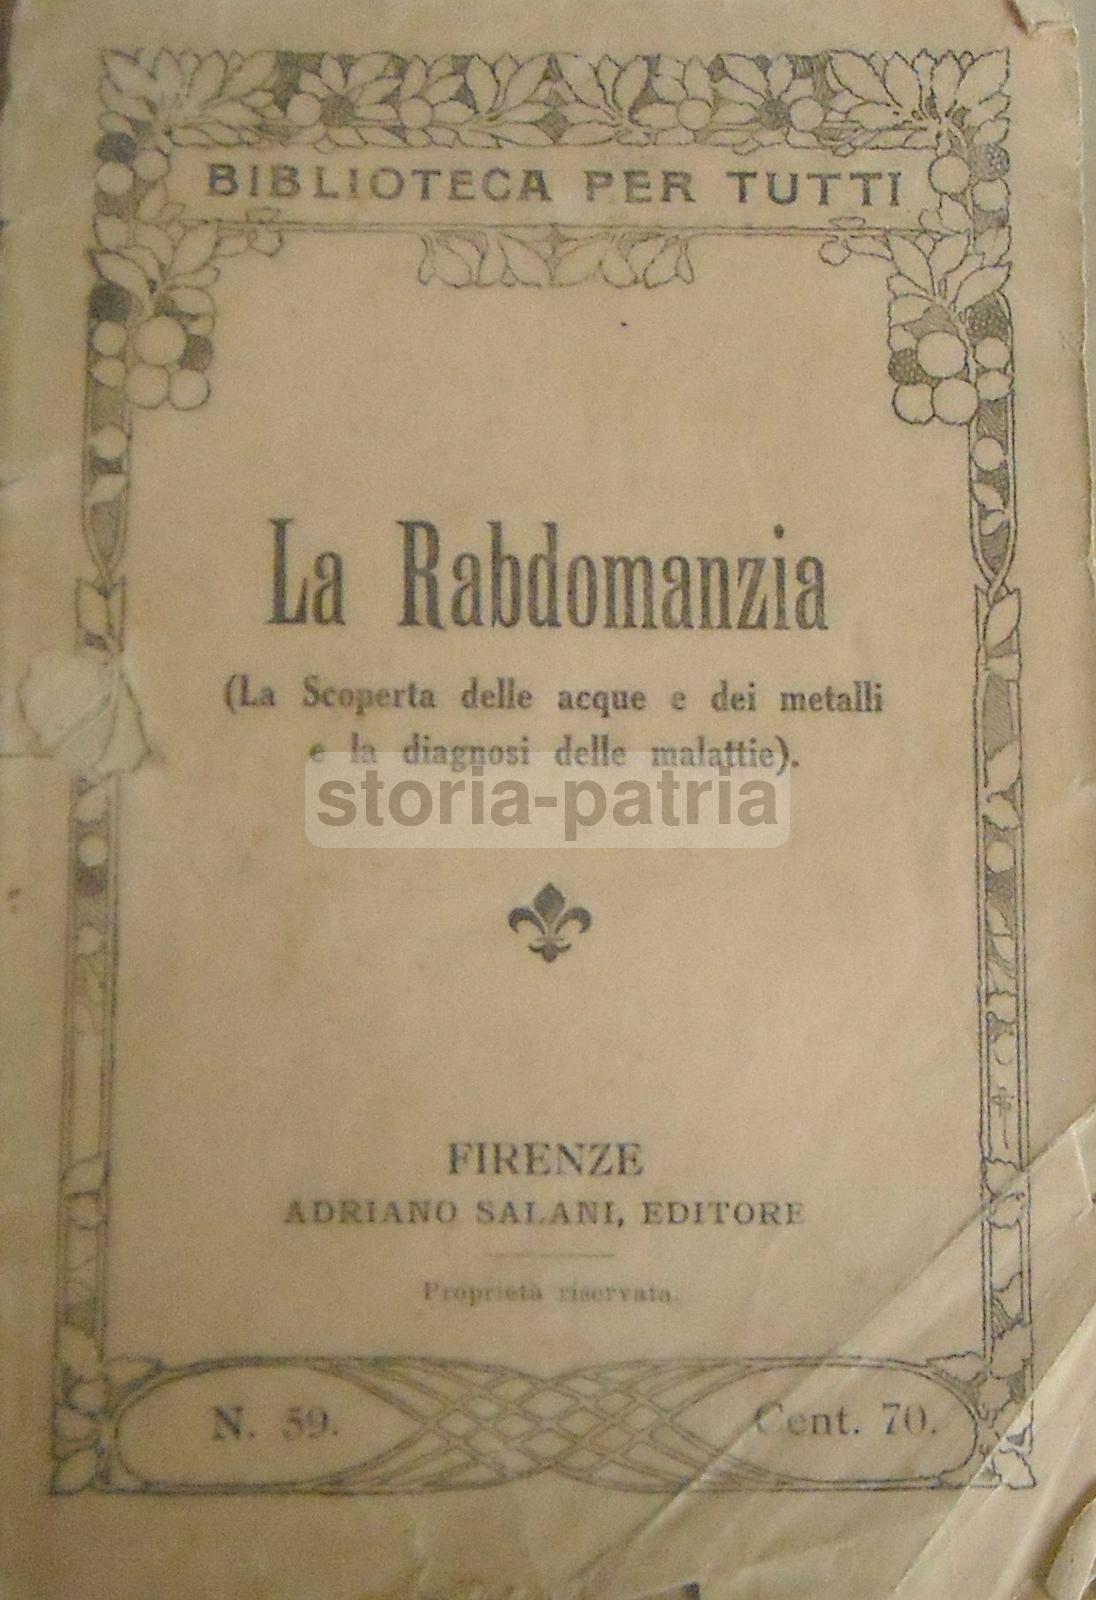 BIBLIOTECA PER TUTTI
La Rabdomanzia
(La Scoperta delle acque e dei metalli
e la diagnosi delle malattie).
storia-patria
FIRENZE
ADRIANO SALANI, EDITORE
Proprietà riservata.
N. 59.
Cent. 70.